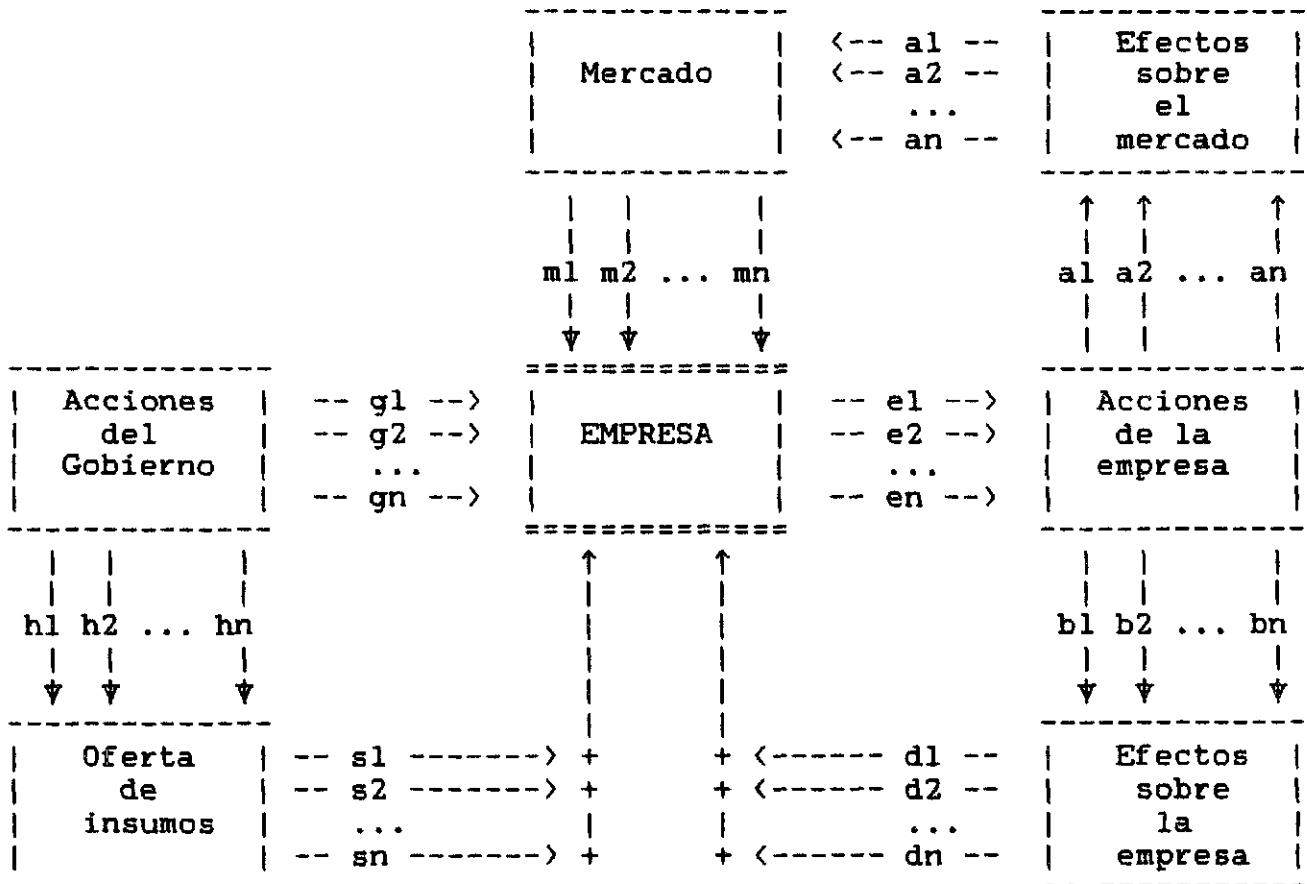 Mercado
<-- a1 --
<-- a2 --
...
<-- an --
Efectos
sobre
el
mercado
m1 m2 ... mn
a1 a2 ... an
Acciones
del
Gobierno
-- g1 -->
-- g2 -->
...
-- gn -->
EMPRESA
-- e1 -->
-- e2 -->
...
-- en -->
Acciones
de la
empresa
h1 h2 ... hn
b1 b2 ... bn
Oferta
de
insumos
-- s1 -------> +
-- s2 -------> +
...
-- sn -------> +
+ <------ d1 --
+ <------ d2 --
...
+ <------ dn --
Efectos
sobre
la
empresa